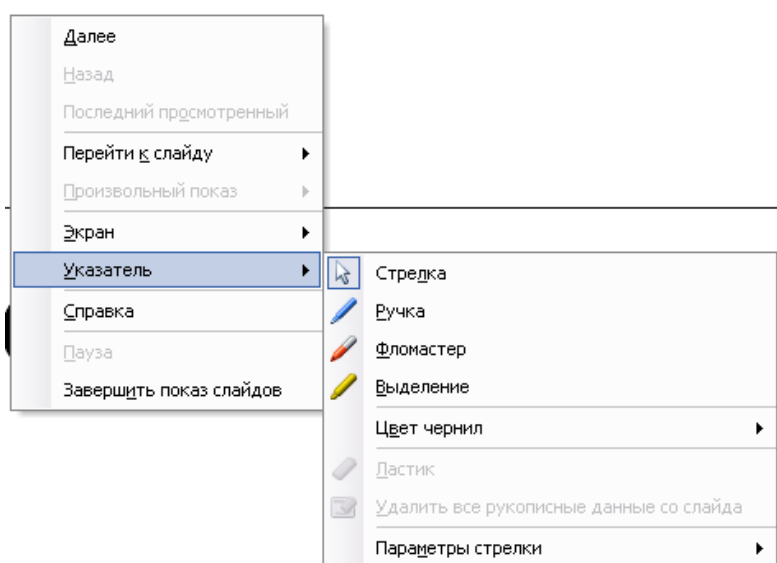 Далее
Назад
Последний просмотренный
Перейти к слайду
Произвольный показ
Экран
Указатель
Справка
Пауза
Завершить показ слайдов
Стрелка
Ручка
Фломастер
Выделение
Цвет чернил
Ластик
Удалить все рукописные данные со слайда
Параметры стрелки